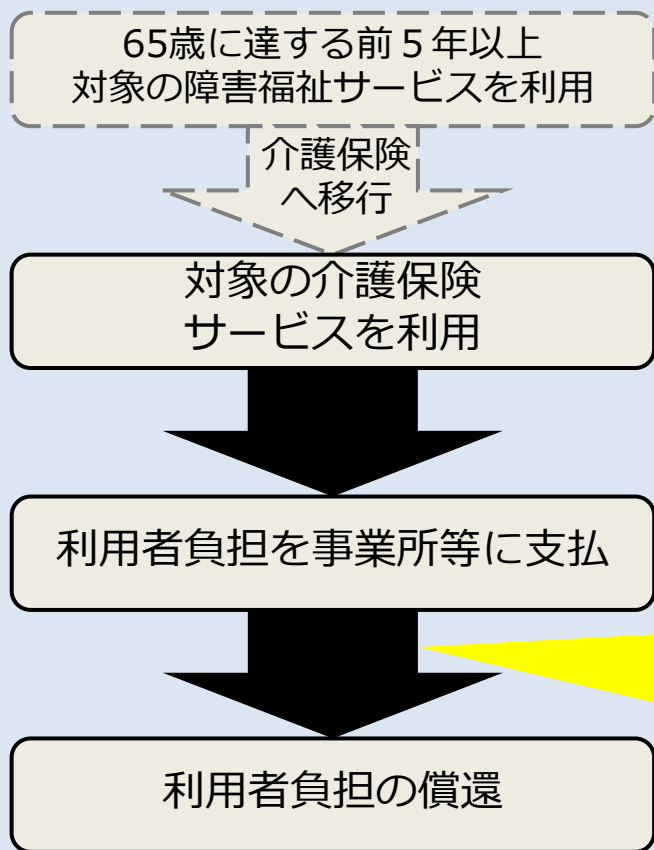 65歳に達する前５年以上
対象の障害福祉サービスを利用
介護保険
へ移行
対象の介護保険
サービスを利用
利用者負担を事業所等に支払
利用者負担の償還